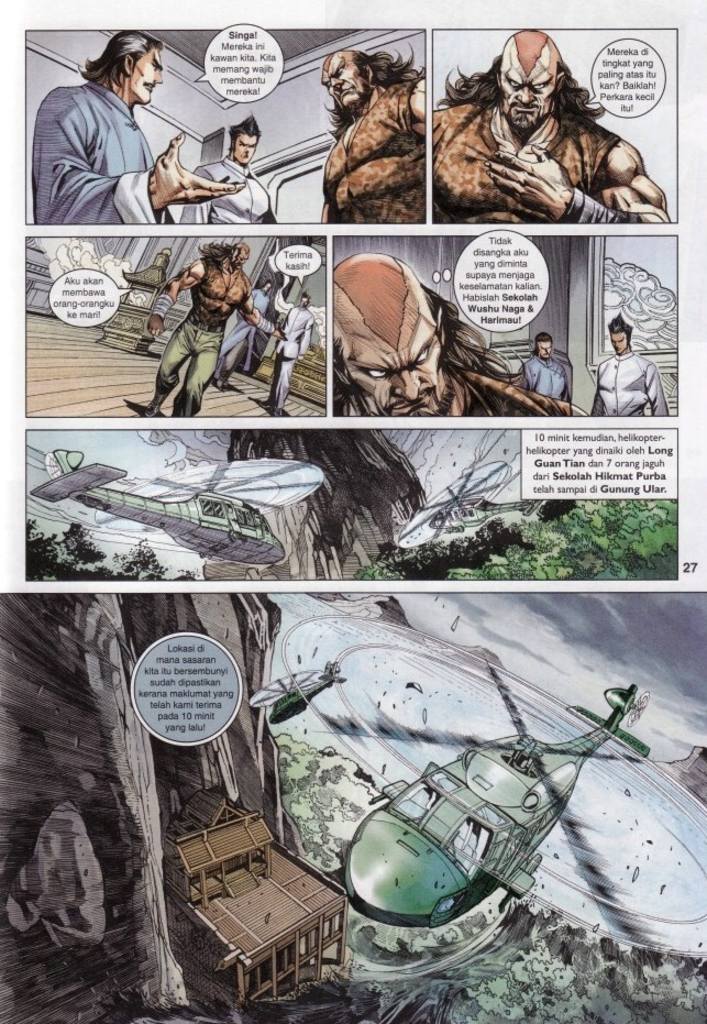 Singa!
Mereka ini
kawan kita. Kita
memang wajib
membantu
mereka!
Mereka di
tingkat yang
paling atas itu
kan? Baiklah!
Perkara kecil
itu!
Aku akan
membawa
orang-orangku
ke mari!
Terima
kasih!
Tidak
disangka aku
yang diminta
supaya menjaga
keselamatan kalian.
Habislah Sekolah
Wushu Naga &
Harimau!
10 minit kemudian, helikopter-
helikopter yang dinaiki oleh Long
Guan Tian dan 7 orang jaguh
dari Sekolah Hikmat Purba
telah sampai di Gunung Ular.
27
Lokasi di
mana sasaran
kita itu bersembunyi
sudah dipastikan
kerana maklumat yang
telah kami terima
pada 10 minit
yang lalu!